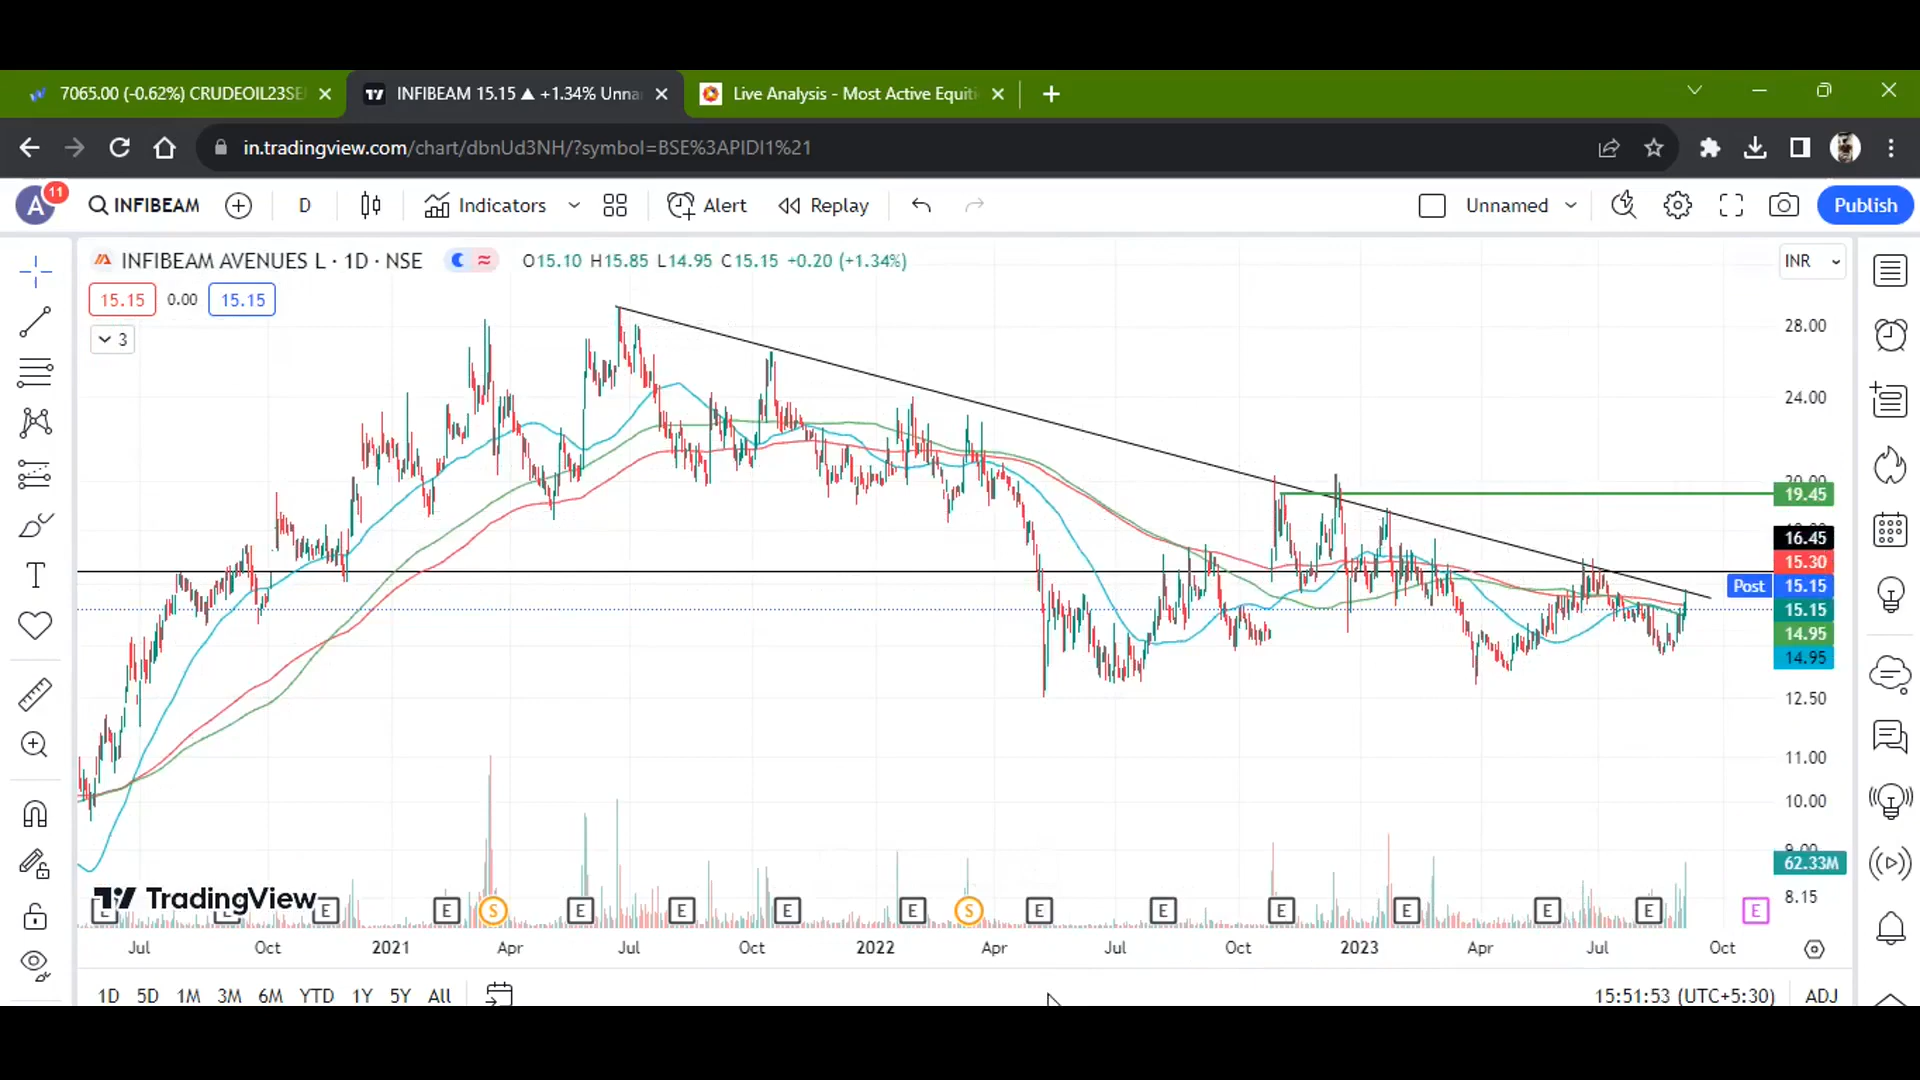 7065.00 (-0.62%) CRUDEOIL23SE
INFIBEAM 15.15 ▲ +1.34% Unna
Live Analysis - Most Active Equiti
in.tradingview.com/chart/dbnUd3NH/?symbol=BSE%3APIDI1%21
A 11
INFIBEAM
D
Indicators
Alert
Replay
Unnamed
Publish
INFIBEAM AVENUES L · 1D · NSE
O15.10 H15.85 L14.95 C15.15 +0.20 (+1.34%)
INR
15.15 0.00 15.15
3
28.00
24.00
20.00
19.45
16.45
15.30
Post 15.15
15.15
14.95
14.95
12.50
11.00
10.00
9.00
62.33M
8.15
TradingView
E E E E S E E E E S E E E E E E E
Jul Oct 2021 Apr Jul Oct 2022 Apr Jul Oct 2023 Apr Jul Oct
1D 5D 1M 3M 6M YTD 1Y 5Y All
15:51:53 (UTC+5:30) ADJ